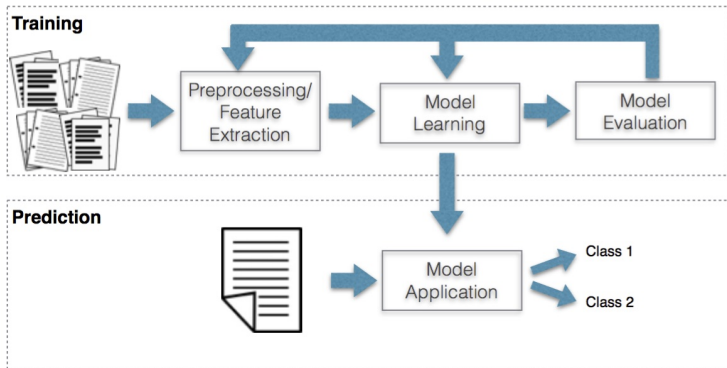 Training
Preprocessing/
Feature
Extraction
Model
Learning
Model
Evaluation
Prediction
Model
Application
Class 1
Class 2